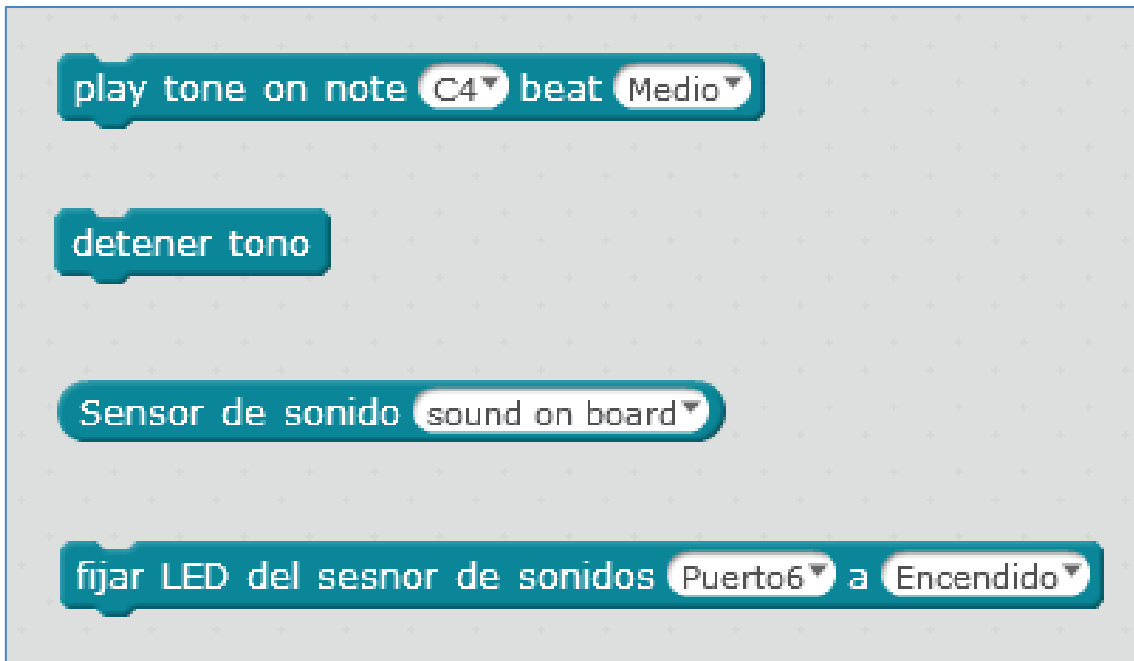 play tone on note C4 beat Medio
detener tono
Sensor de sonido sound on board
fijar LED del sesnor de sonidos Puerto6 a Encendido